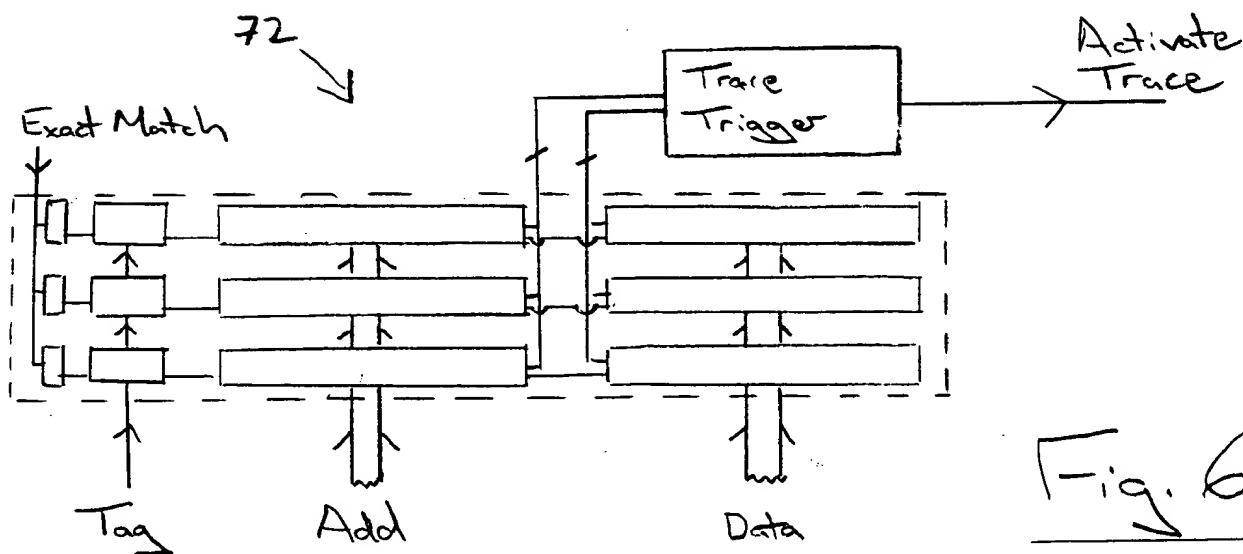 72
Activate
Trace
Trace
Trigger
Exact Match
Tag
Add
Data
Fig. 6